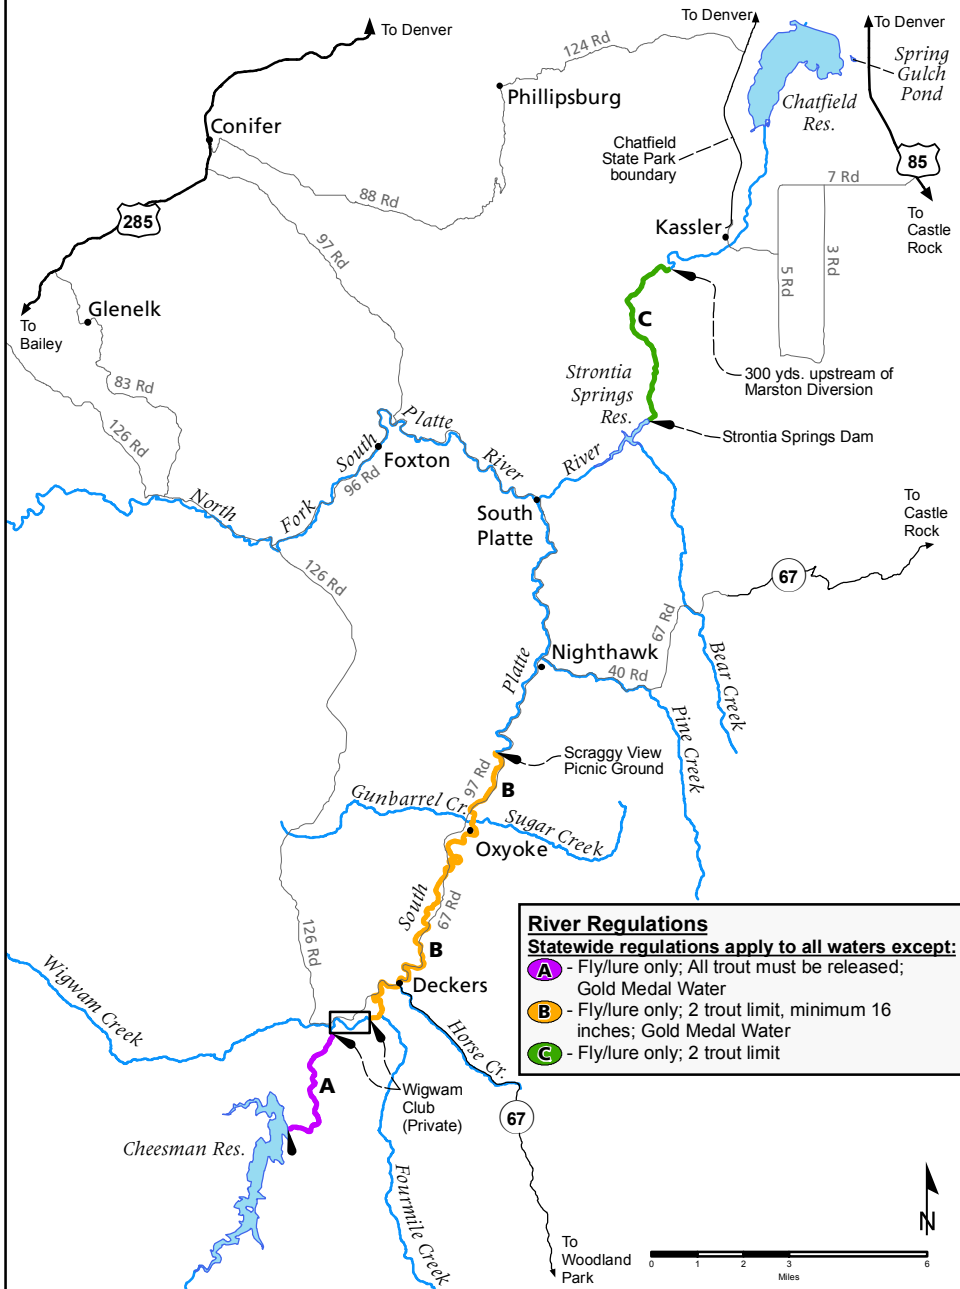 To Denver
To Denver
To Denver
124 Rd
Spring
Gulch
Pond
Phillipsburg
Chatfield
Res.
Conifer
Chatfield
State Park
boundary
85
7 Rd
88 Rd
285
To
Castle
Rock
Kassler
97 Rd
3 Rd
5 Rd
Glenelk
To
Bailey
C
300 yds. upstream of
Marston Diversion
Strontia
Springs
Res.
83 Rd
126 Rd
Platte
South
River
River
Strontia Springs Dam
Foxton
96 Rd
North
Fork
South
Platte
To
Castle
Rock
126 Rd
67
67 Rd
Nighthawk
Platte
40 Rd
Bear Creek
Pine Creek
Scraggy View
Picnic Ground
97 Rd
B
Gunbarrel Cr.
Sugar Creek
Oxyoke
South
67 Rd
126 Rd
B
Deckers
Wigwam Creek
Horse Cr.
River Regulations
Statewide regulations apply to all waters except:
A - Fly/lure only; All trout must be released;
Gold Medal Water
B - Fly/lure only; 2 trout limit, minimum 16
inches; Gold Medal Water
C - Fly/lure only; 2 trout limit
A
Wigwam
Club
(Private)
67
Cheesman Res.
Fourmile Creek
To
Woodland
Park
N
0 1 2 3 6
Miles